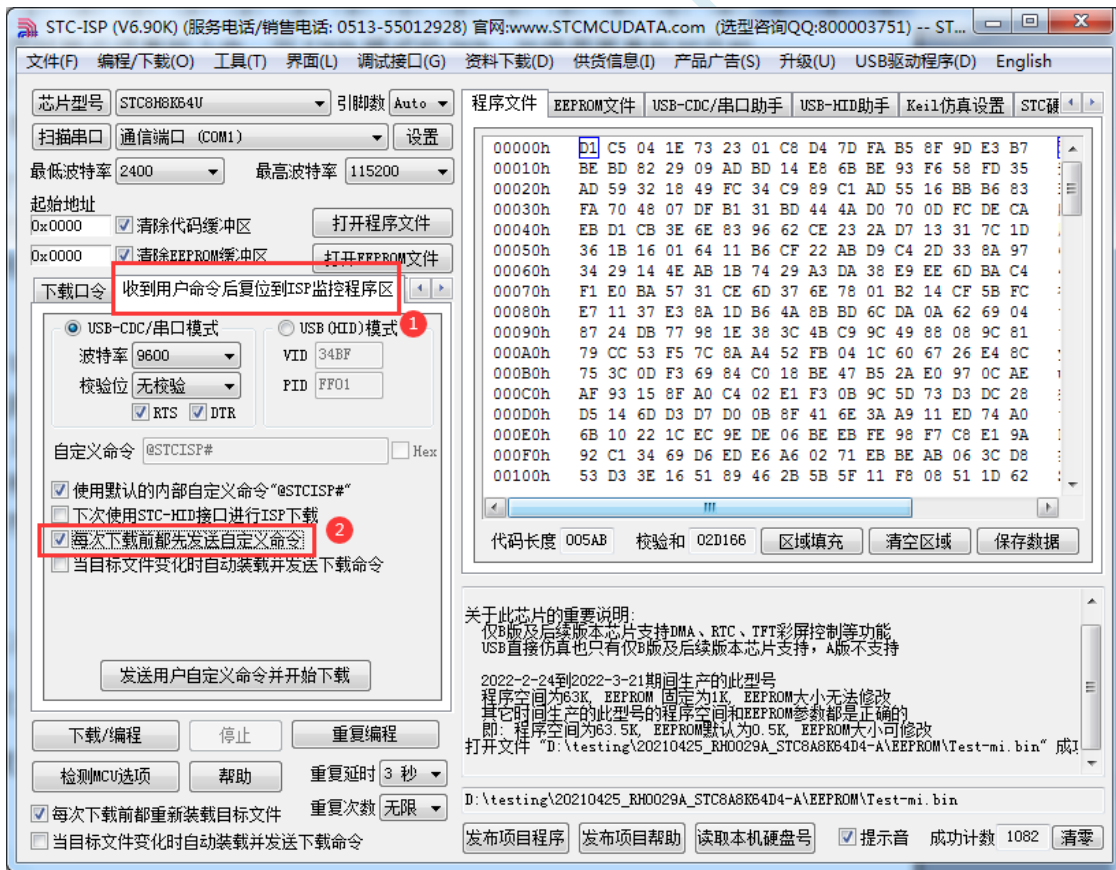 STC-ISP (V6.90K) (服务电话/销售电话: 0513-55012928) 官网:www.STCMCUDATA.com (选型咨询QQ:800003751) -- ST...
文件(F) 编程/下载(O) 工具(T) 界面(L) 调试接口(G) 资料下载(D) 供货信息(I) 产品广告(S) 升级(U) USB驱动程序(D) English
芯片型号 STC8H8K64U 引脚数 Auto
扫描串口 通信端口 (COM1) 设置
最低波特率 2400 最高波特率 115200
起始地址
0x0000 清除代码缓冲区 打开程序文件
0x0000 清除EEPROM缓冲区 打开EEPROM文件
下载口令 收到用户命令后复位到ISP监控程序区
1
USB-CDC/串口模式 USB(HID)模式
波特率 9600 VID 34BF
校验位 无校验 PID FF01
RTS DTR
自定义命令 @STCISP# Hex
使用默认的内部自定义命令"@STCISP#"
下次使用STC-HID接口进行ISP下载
每次下载前都先发送自定义命令
2
当目标文件变化时自动装载并发送下载命令
发送用户自定义命令并开始下载
下载/编程 停止 重复编程
检测MCU选项 帮助 重复延时 3 秒
每次下载前都重新装载目标文件 重复次数 无限
当目标文件变化时自动装载并发送下载命令
程序文件 EEPROM文件 USB-CDC/串口助手 USB-HID助手 Keil仿真设置 STC硬
00000h D1 C5 04 1E 73 23 01 C8 D4 7D FA B5 8F 9D E3 B7
00010h BE BD 82 29 09 AD BD 14 E8 6B BE 93 F6 58 FD 35
00020h AD 59 32 18 49 FC 34 C9 89 C1 AD 55 16 BB B6 83
00030h FA 70 48 07 DF B1 31 BD 44 4A D0 70 0D FC DE CA
00040h EB D1 CB 3E 6E 83 96 62 CE 23 2A D7 13 31 7C 1D
00050h 36 1B 16 01 64 11 B6 CF 22 AB D9 C4 2D 33 8A 97
00060h 34 29 14 4E AB 1B 74 29 A3 DA 38 E9 EE 6D BA C4
00070h F1 E0 BA 57 31 CE 6D 37 6E 78 01 B2 14 CF 5B FC
00080h E7 11 37 E3 8A 1D B6 4A 8B BD 6C DA 0A 62 69 04
00090h 87 24 DB 77 98 1E 38 3C 4B C9 9C 49 88 08 9C 81
000A0h 79 CC 53 F5 7C 8A A4 52 FB 04 1C 60 67 26 E4 8C
000B0h 75 3C 0D F3 69 84 C0 18 BE 47 B5 2A E0 97 0C AE
000C0h AF 93 15 8F A0 C4 02 E1 F3 0B 9C 5D 73 D3 DC 28
000D0h D5 14 6D D3 D7 D0 0B 8F 41 6E 3A A9 11 ED 74 A0
000E0h 6B 10 22 1C EC 9E DE 06 BE EB FE 98 F7 C8 E1 9A
000F0h 92 C1 34 69 D6 ED E6 A6 02 71 EB BE AB 06 3C D8
00100h 53 D3 3E 16 51 89 46 2B 5B 5F 11 F8 08 51 1D 62
代码长度 005AB 校验和 02D166 区域填充 清空区域 保存数据
关于此芯片的重要说明:
仅B版及后续版本芯片支持DMA、RTC、TFT彩屏控制等功能
USB直接仿真也只有仅B版及后续版本芯片支持，A版不支持
2022-2-24到2022-3-21期间生产的此型号
程序空间为63K, EEPROM 固定为1K, EEPROM大小无法修改
其它时间生产的此型号的程序空间和EEPROM参数都是正确的
即: 程序空间为63.5K, EEPROM默认为0.5K, EEPROM大小可修改
打开文件 "D:\testing\20210425_RH0029A_STC8A8K64D4-A\EEPROM\Test-mi.bin" 成功
D:\testing\20210425_RH0029A_STC8A8K64D4-A\EEPROM\Test-mi.bin
发布项目程序 发布项目帮助 读取本机硬盘号 提示音 成功计数 1082 清零